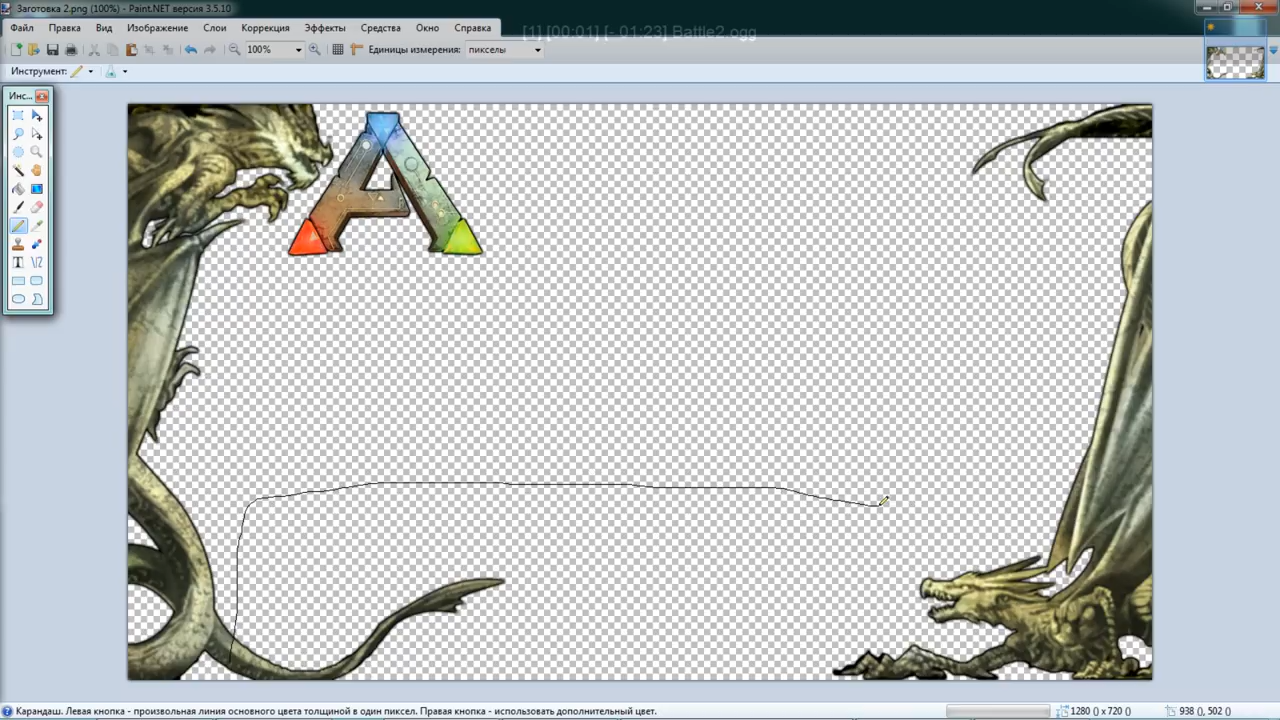 Заготовка 2.png (100%) - Paint.NET версия 3.5.10
Файл Правка Вид Изображение Слои Коррекция Эффекты Средства Окно Справка
[1] [00:01] [- 01:23] Battle2.ogg
100% Единицы измерения: пикселы
Инструмент:
Инс...
A
Карандаш. Левая кнопка - произвольная линия основного цвета толщиной в один пиксел. Правая кнопка - использовать дополнительный цвет.
1280 () x 720 ()
938 (), 502 ()